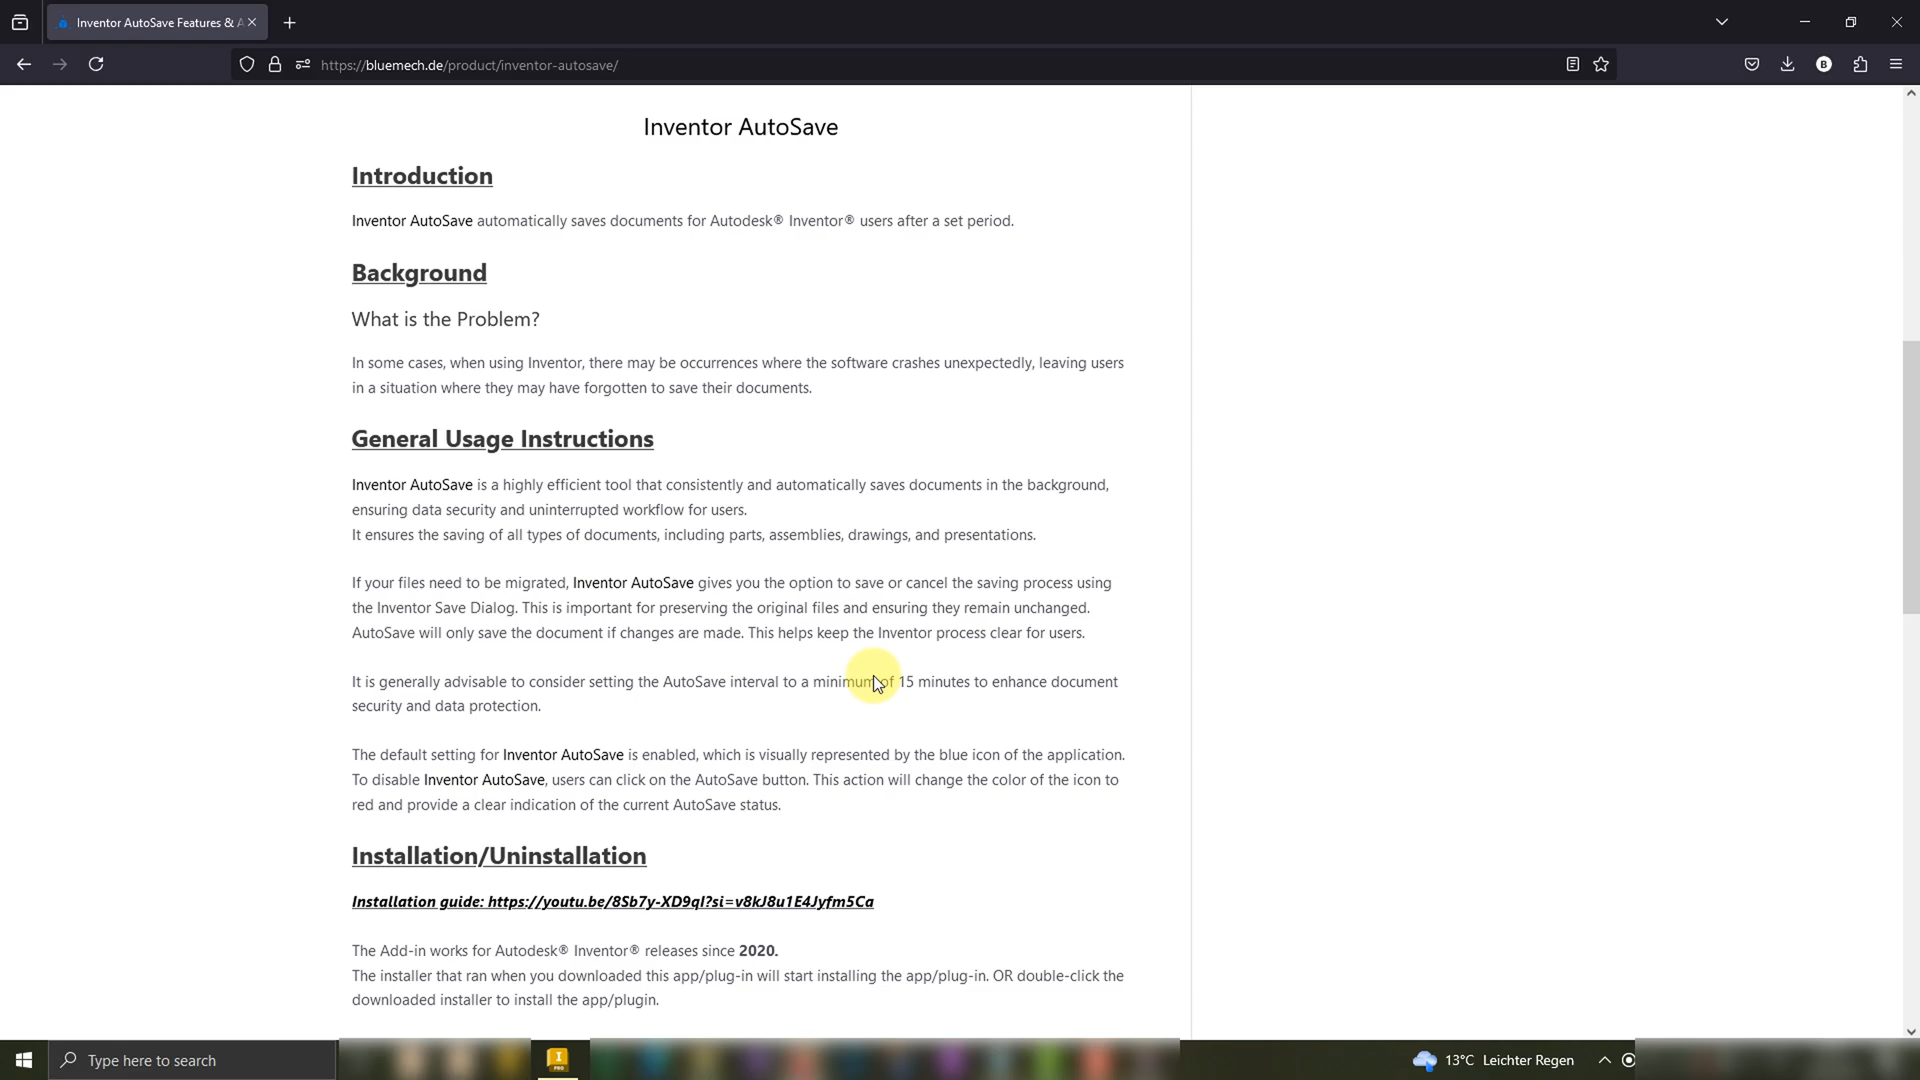 Inventor AutoSave Features & A
https://bluemech.de/product/inventor-autosave/
B
Inventor AutoSave
Introduction
Inventor AutoSave automatically saves documents for Autodesk® Inventor® users after a set period.
Background
What is the Problem?
In some cases, when using Inventor, there may be occurrences where the software crashes unexpectedly, leaving users
in a situation where they may have forgotten to save their documents.
General Usage Instructions
Inventor AutoSave is a highly efficient tool that consistently and automatically saves documents in the background,
ensuring data security and uninterrupted workflow for users.
It ensures the saving of all types of documents, including parts, assemblies, drawings, and presentations.
If your files need to be migrated, Inventor AutoSave gives you the option to save or cancel the saving process using
the Inventor Save Dialog. This is important for preserving the original files and ensuring they remain unchanged.
AutoSave will only save the document if changes are made. This helps keep the Inventor process clear for users.
It is generally advisable to consider setting the AutoSave interval to a minimum of 15 minutes to enhance document
security and data protection.
The default setting for Inventor AutoSave is enabled, which is visually represented by the blue icon of the application.
To disable Inventor AutoSave, users can click on the AutoSave button. This action will change the color of the icon to
red and provide a clear indication of the current AutoSave status.
Installation/Uninstallation
Installation guide: https://youtu.be/8Sb7y-XD9qI?si=v8kJ8u1E4Jyfm5Ca
The Add-in works for Autodesk® Inventor® releases since 2020.
The installer that ran when you downloaded this app/plug-in will start installing the app/plug-in. OR double-click the
downloaded installer to install the app/plugin.
Type here to search
I
PRO
13°C Leichter Regen